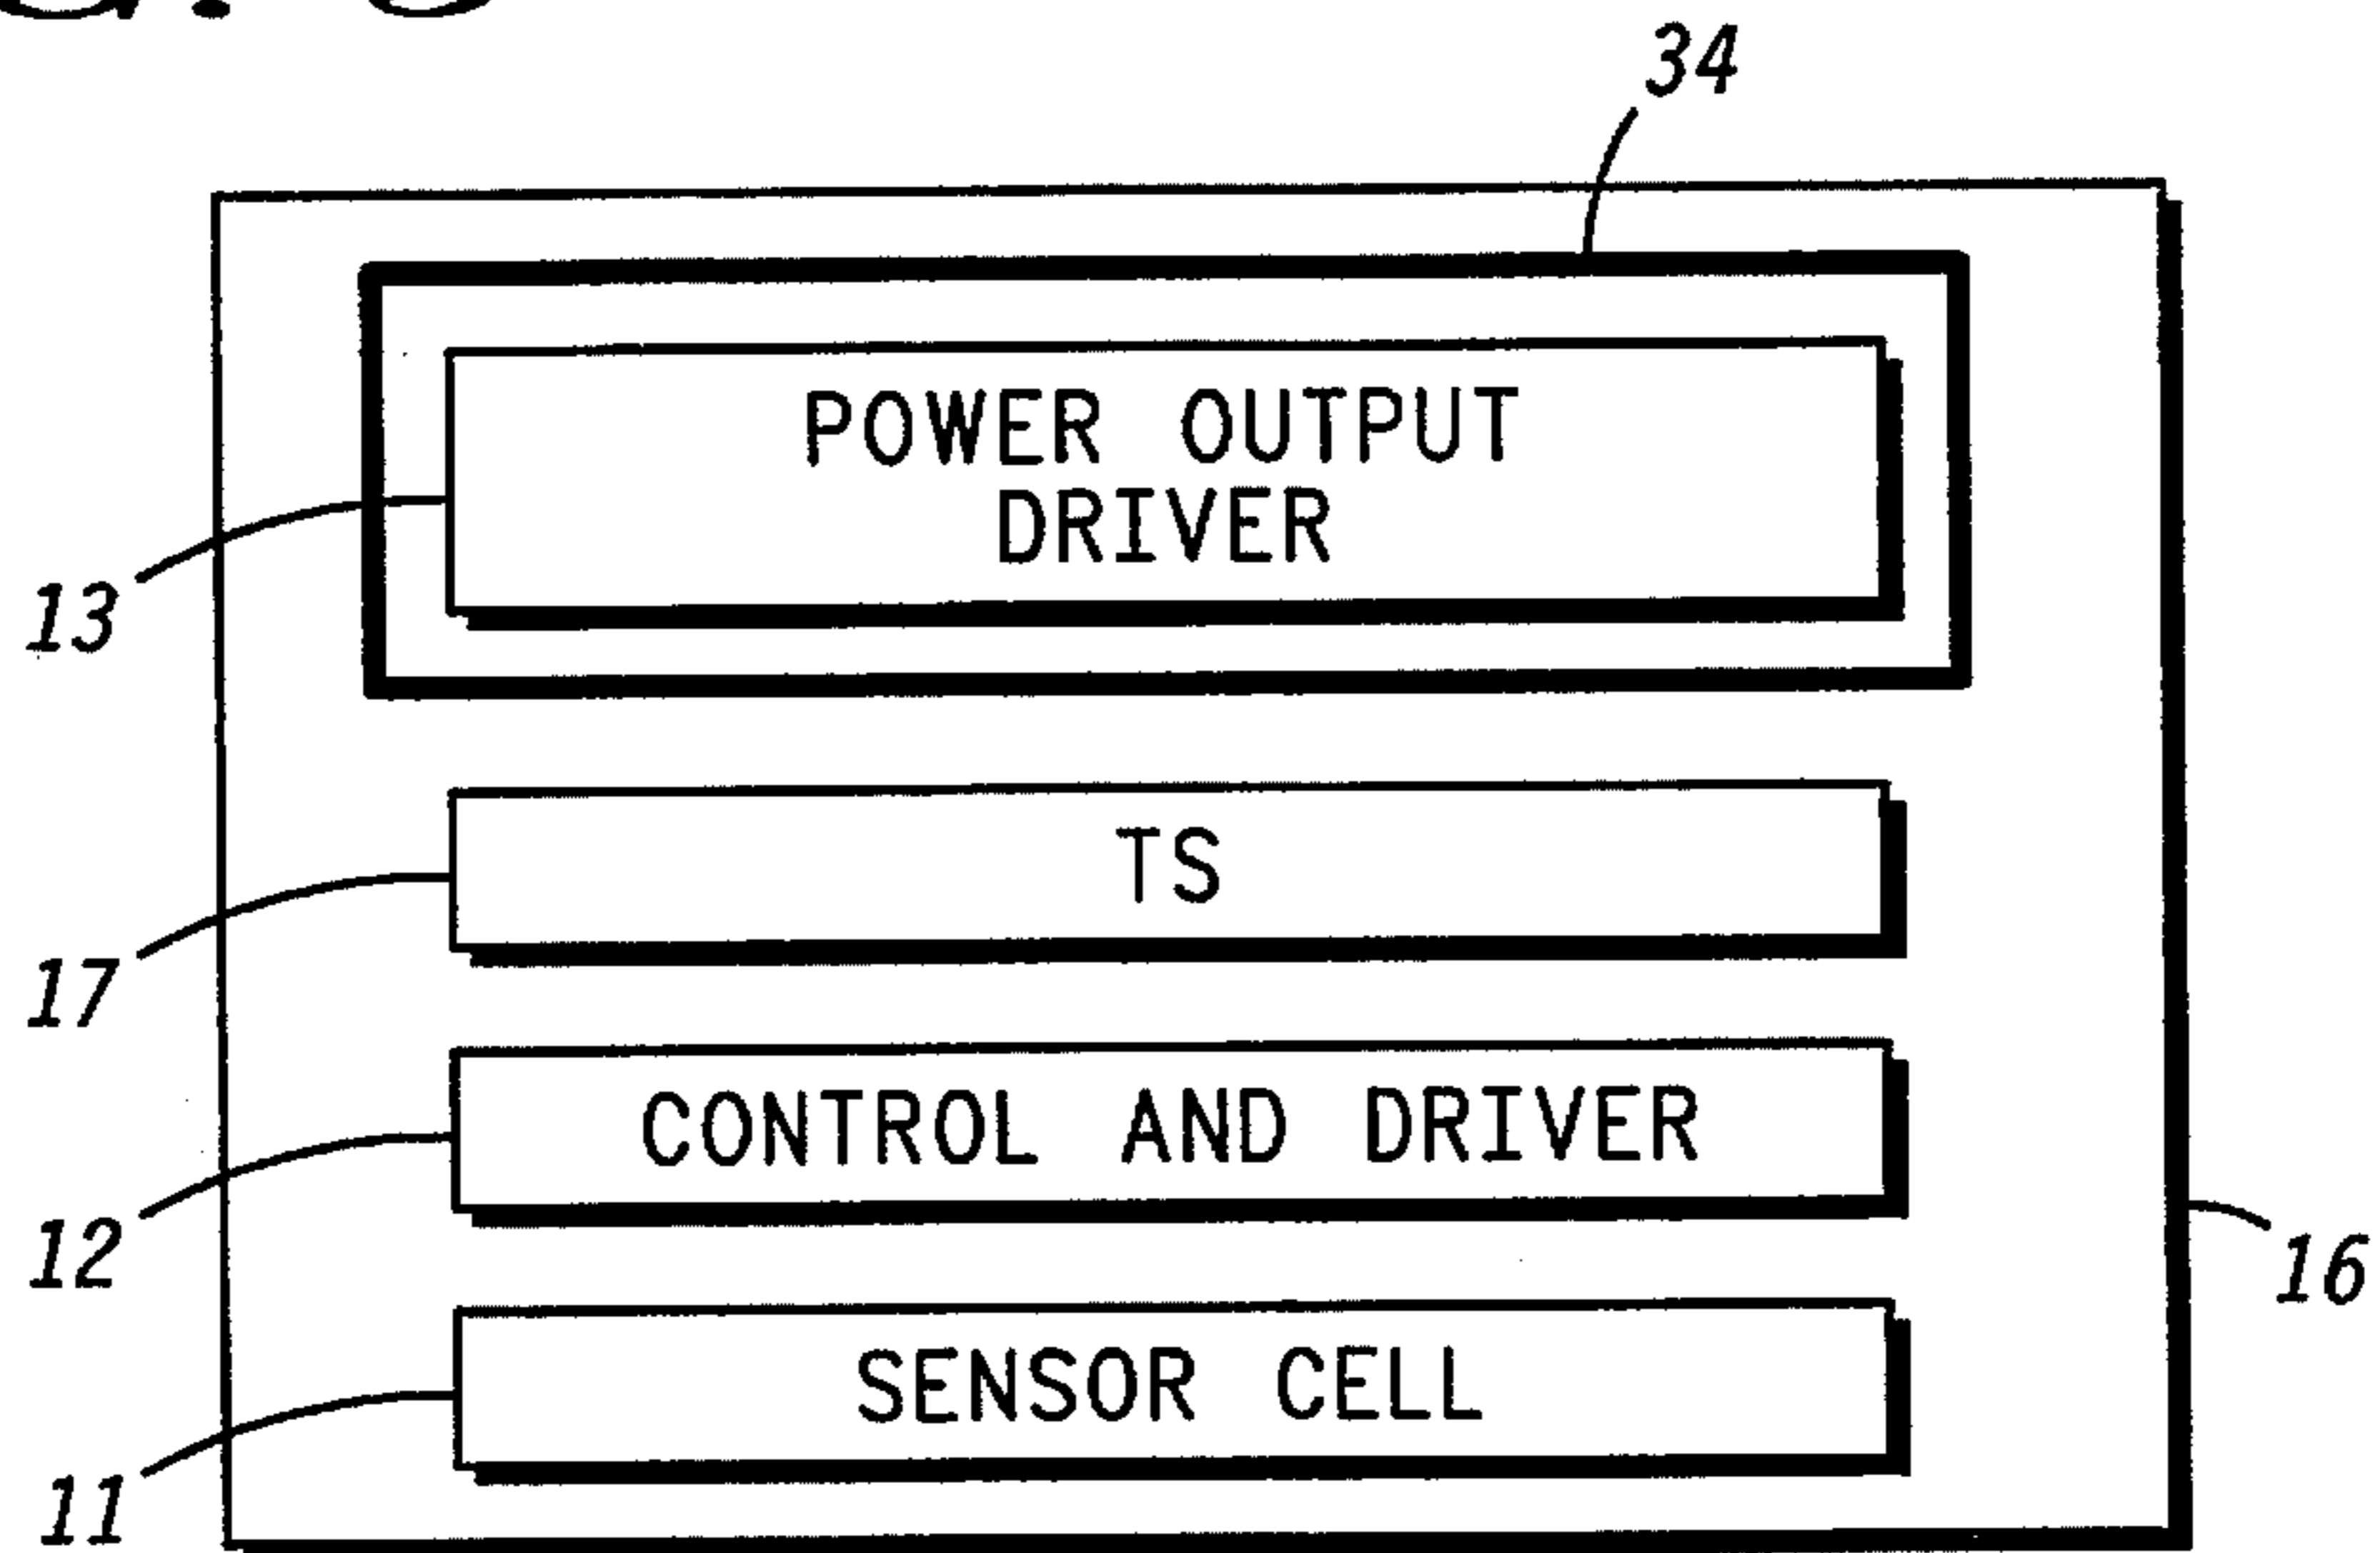 34
POWER OUTPUT
DRIVER
13
TS
17
CONTROL AND DRIVER
12
16
SENSOR CELL
11